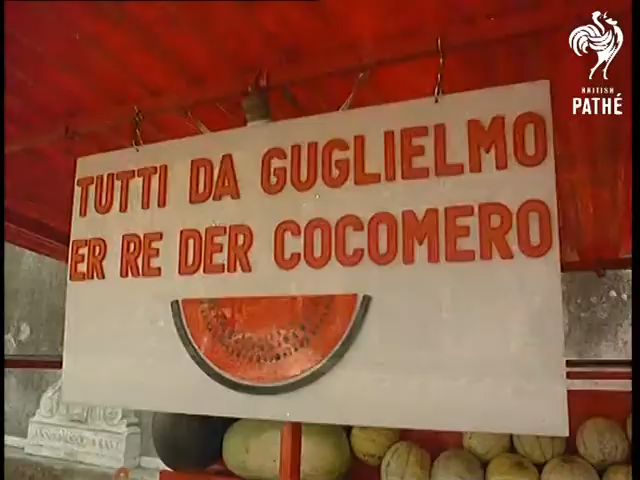 BRITISH
PATHÉ
TUTTI DA GUGLIELMO
ER RE DER COCOMERO